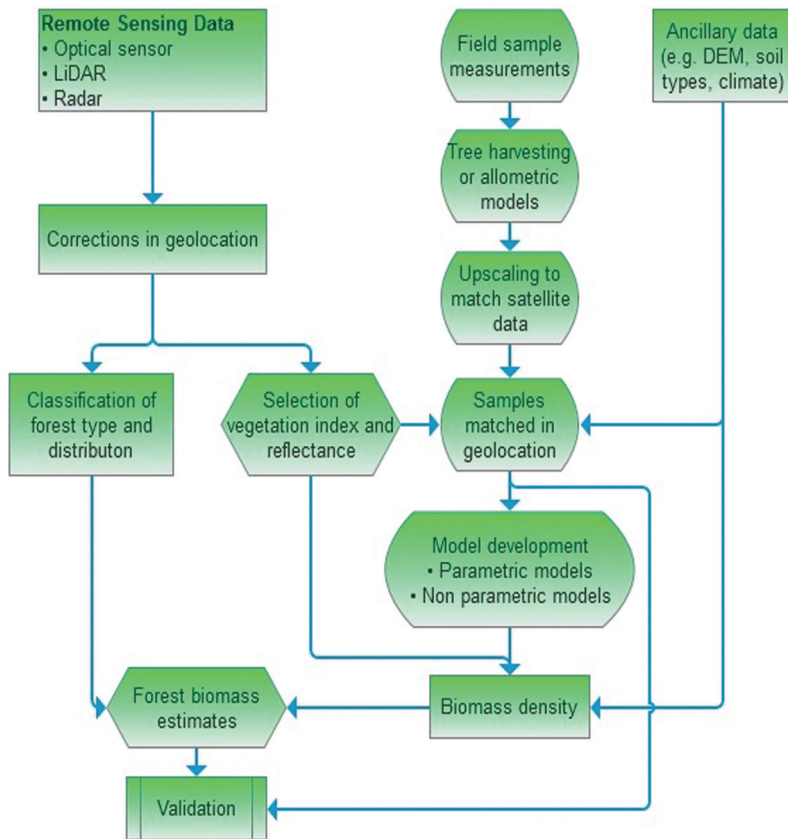 Remote Sensing Data
• Optical sensor
• LiDAR
• Radar
Field sample
measurements
Ancillary data
(e.g. DEM, soil
types, climate)
Tree harvesting
or allometric
models
Corrections in geolocation
Upscaling to
match satellite
data
Classification of
forest type and
distributon
Selection of
vegetation index and
reflectance
Samples
matched in
geolocation
Model development
• Parametric models
• Non parametric models
Forest biomass
estimates
Biomass density
Validation